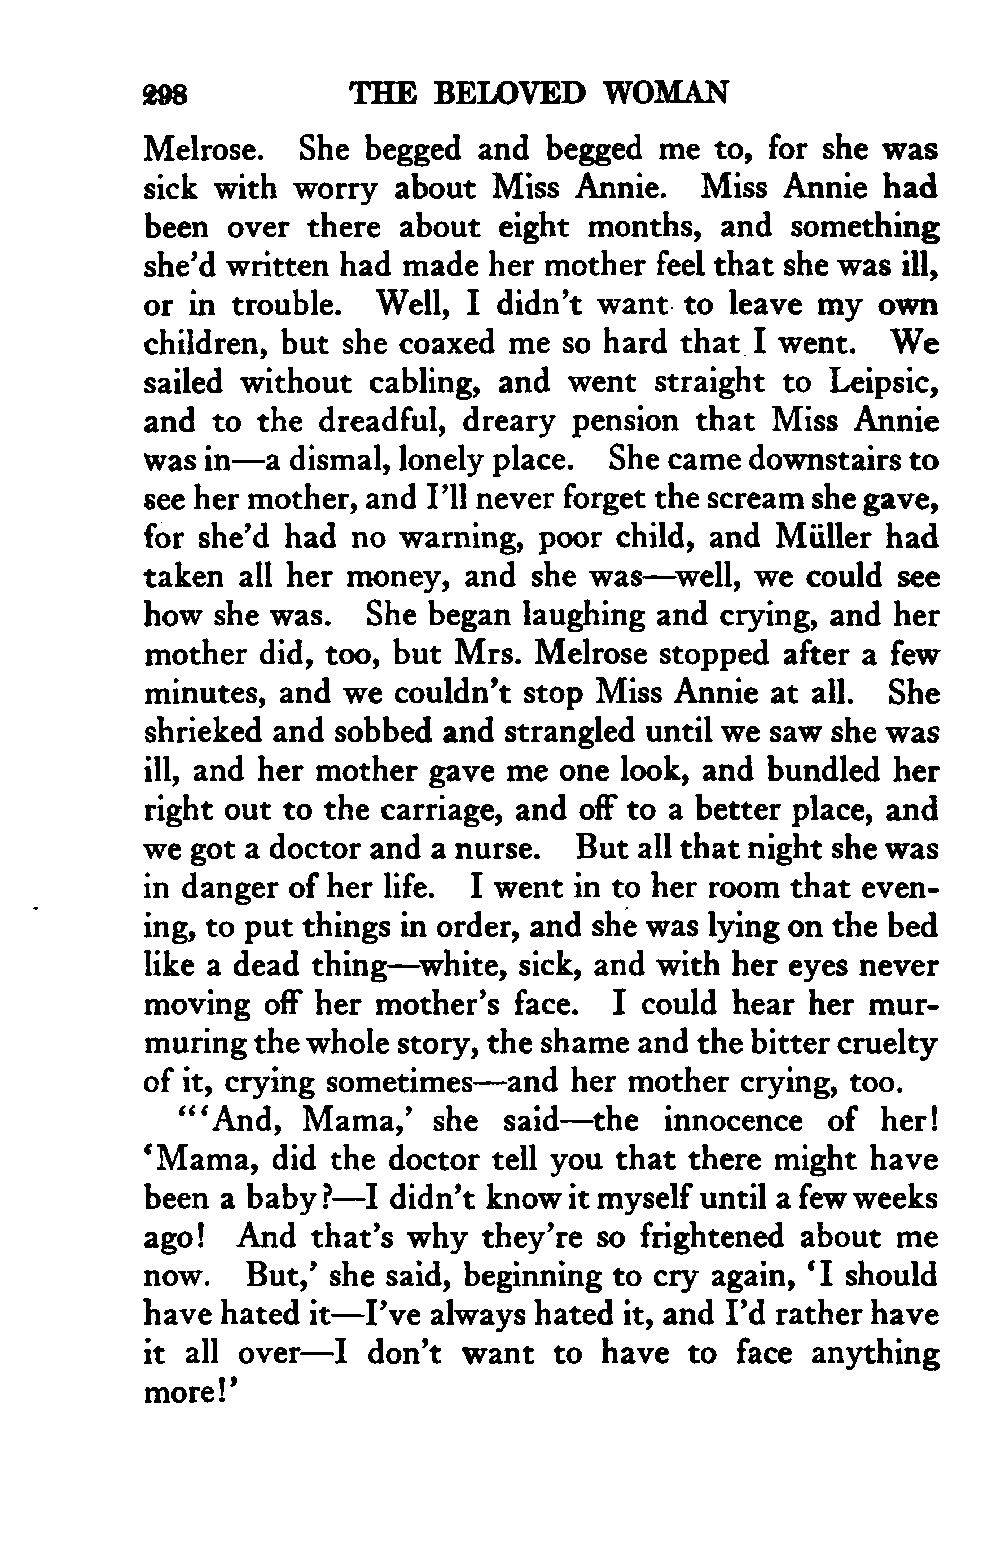 298 THE BELOVED WOMAN
Melrose. She begged and begged me to, for she was
sick with worry about Miss Annie. Miss Annie had
been over there about eight months, and something
she'd written had made her mother feel that she was ill,
or in trouble. Well, I didn't want to leave my own
children, but she coaxed me so hard that I went. We
sailed without cabling, and went straight to Leipsic,
and to the dreadful, dreary pension that Miss Annie
was in—a dismal, lonely place. She came downstairs to
see her mother, and I'll never forget the scream she gave,
for she'd had no warning, poor child, and Müller had
taken all her money, and she was—well, we could see
how she was. She began laughing and crying, and her
mother did, too, but Mrs. Melrose stopped after a few
minutes, and we couldn't stop Miss Annie at all. She
shrieked and sobbed and strangled until we saw she was
ill, and her mother gave me one look, and bundled her
right out to the carriage, and off to a better place, and
we got a doctor and a nurse. But all that night she was
in danger of her life. I went in to her room that even-
ing, to put things in order, and she was lying on the bed
like a dead thing—white, sick, and with her eyes never
moving off her mother's face. I could hear her mur-
muring the whole story, the shame and the bitter cruelty
of it, crying sometimes—and her mother crying, too.
"'And, Mama,' she said—the innocence of her!
'Mama, did the doctor tell you that there might have
been a baby?—I didn't know it myself until a few weeks
ago! And that's why they're so frightened about me
now. But,' she said, beginning to cry again, 'I should
have hated it—I've always hated it, and I'd rather have
it all over—I don't want to have to face anything
more!'